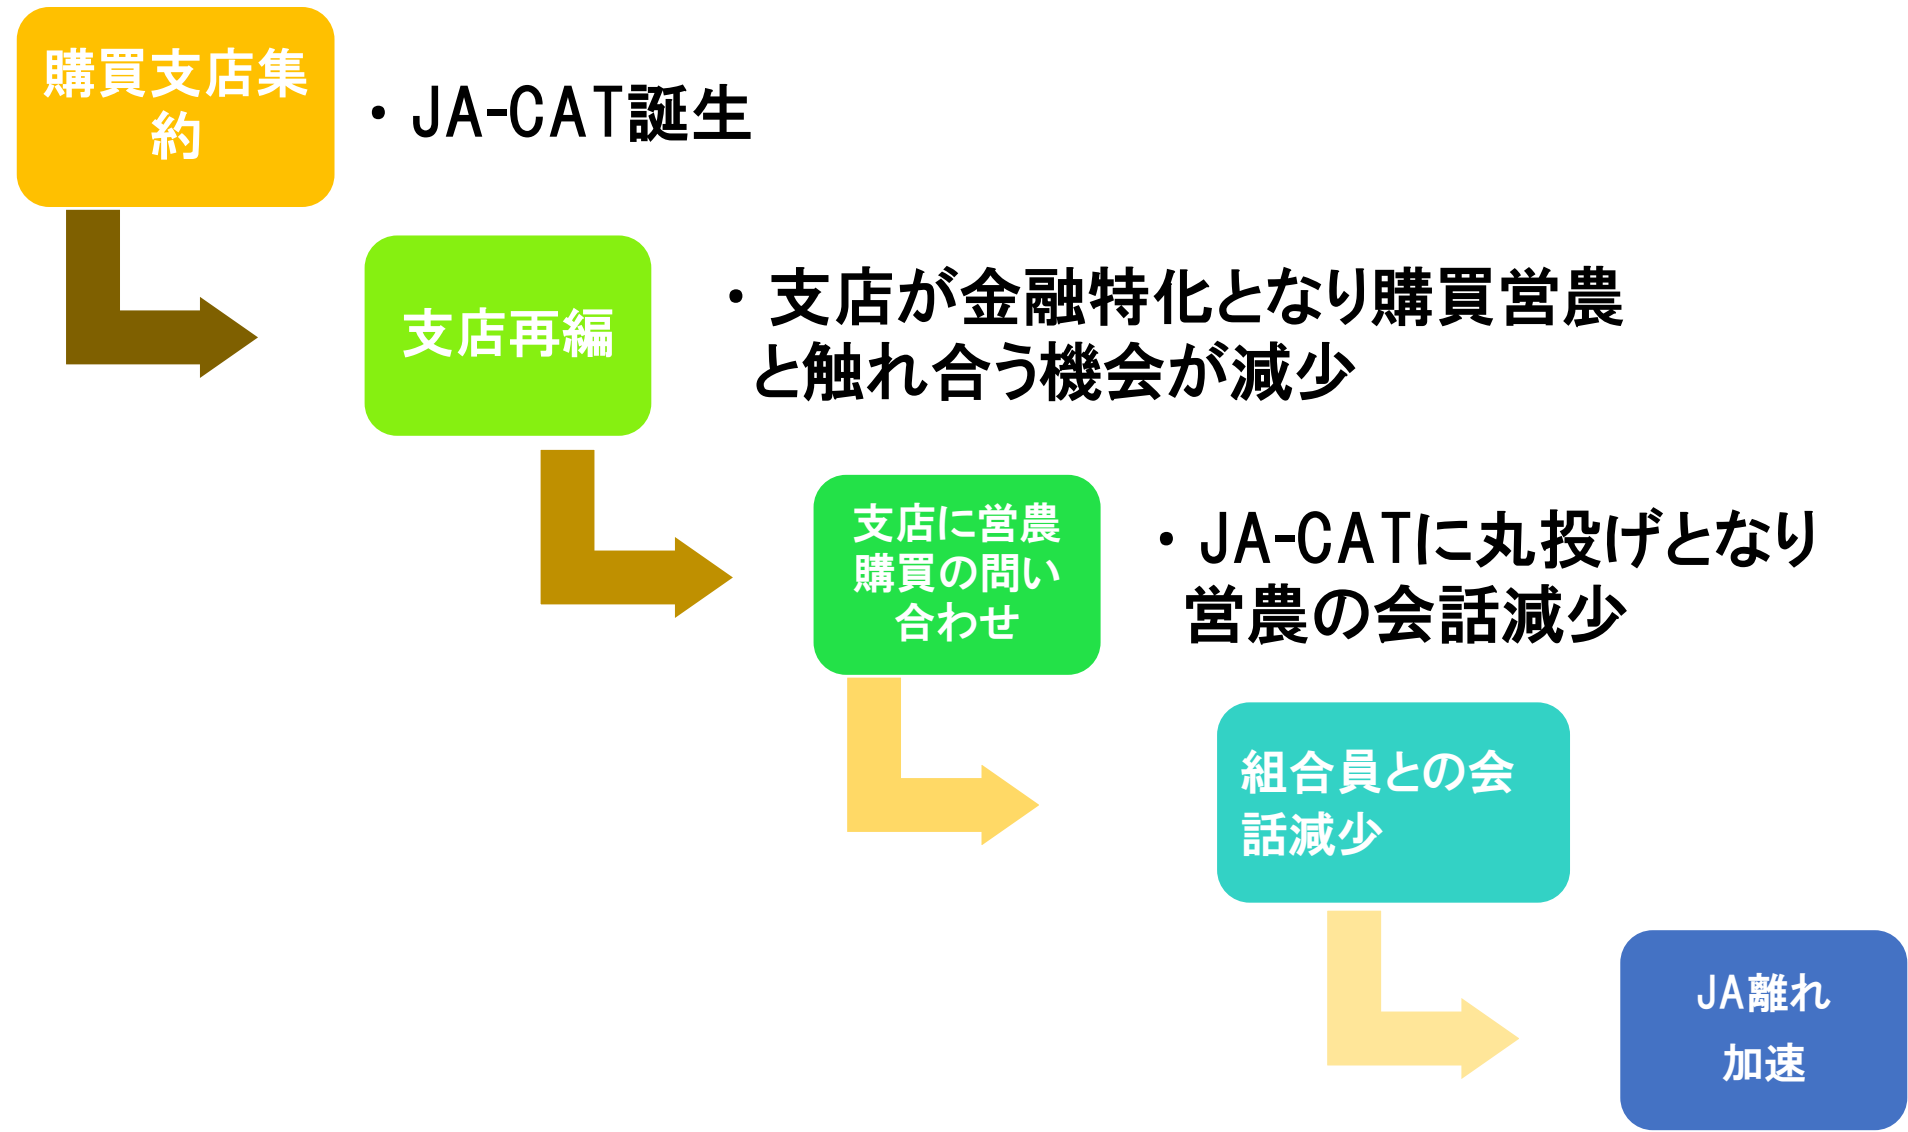 購買支店集
約
・JA-CAT誕生
支店再編
・支店が金融特化となり購買営農
と触れ合う機会が減少
支店に営農
購買の問い
合わせ
・JA-CATに丸投げとなり
営農の会話減少
組合員との会
話減少
JA離れ
加速